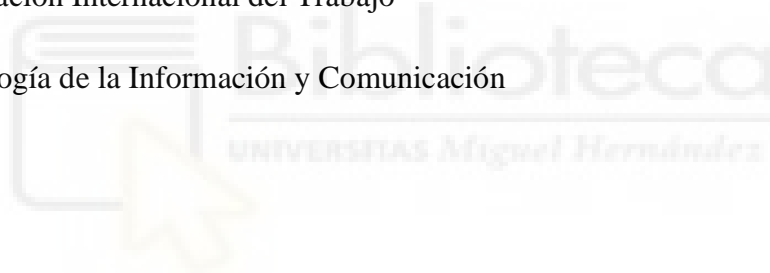 ación Internacional del Trabajo
ogía de la Información y Comunicación
Biblioteca
UNIVERSITAS Miguel Hernández